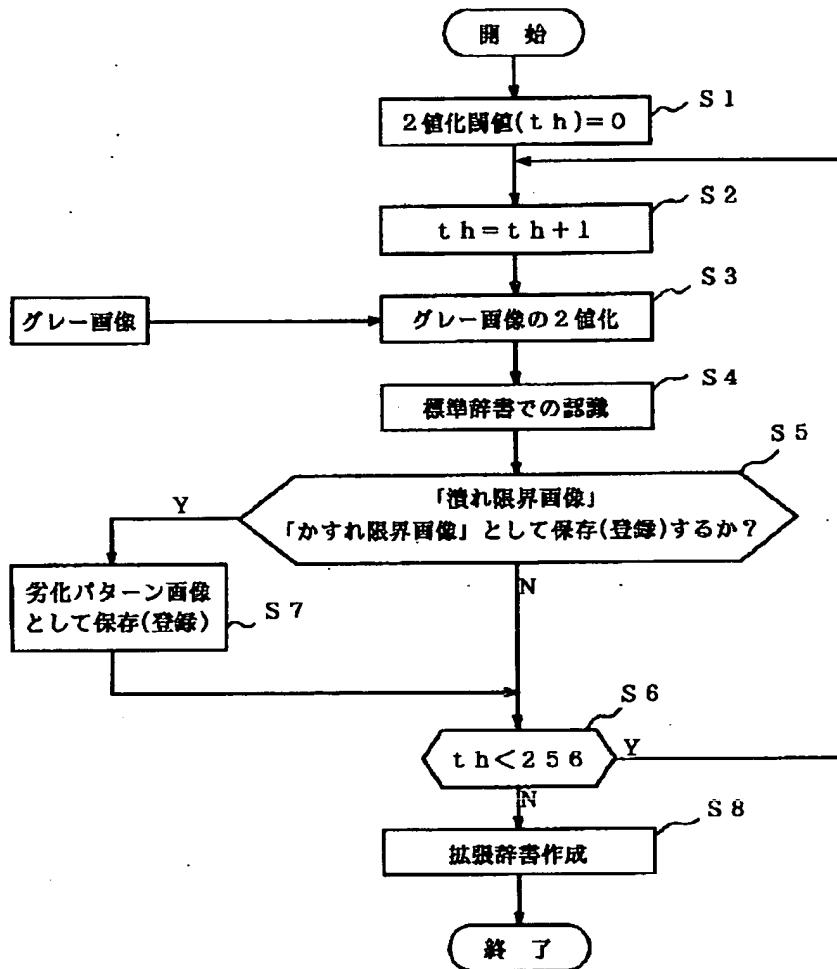 開 始
S1
2値化閾値(th)=0
S2
th=th+1
S3
グレー画像
グレー画像の2値化
S4
標準辞書での認識
S5
「潰れ限界画像」
「かすれ限界画像」として保存(登録)するか?
Y
N
劣化パターン画像
として保存(登録)
S7
S6
th<256
Y
N
S8
拡張辞書作成
終 了